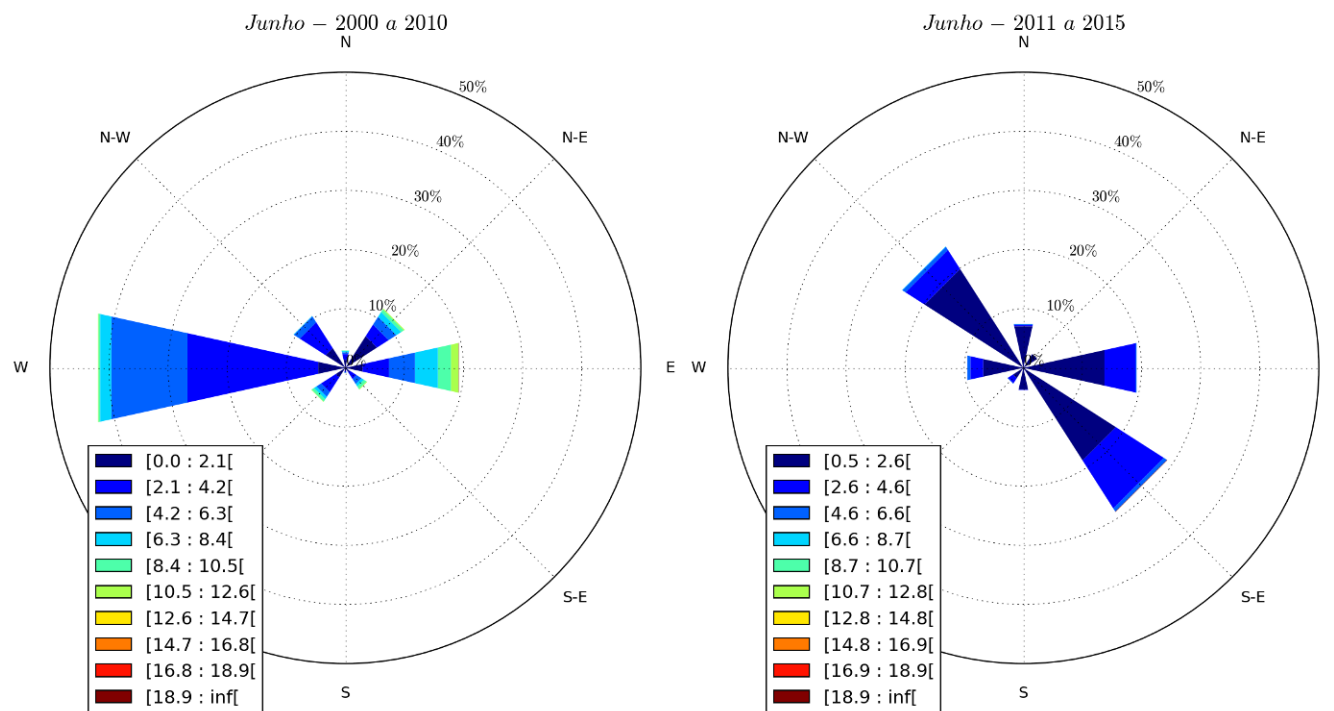 Junho − 2000 a 2010
N
50%
N-W
N-E
40%
30%
20%
10%
W
E
[0.0 : 2.1[
[2.1 : 4.2[
[4.2 : 6.3[
[6.3 : 8.4[
[8.4 : 10.5[
[10.5 : 12.6[
[12.6 : 14.7[
[14.7 : 16.8[
[16.8 : 18.9[
[18.9 : inf[
S-E
S
Junho − 2011 a 2015
N
50%
N-W
N-E
40%
30%
20%
10%
W
[0.5 : 2.6[
[2.6 : 4.6[
[4.6 : 6.6[
[6.6 : 8.7[
[8.7 : 10.7[
[10.7 : 12.8[
[12.8 : 14.8[
[14.8 : 16.9[
[16.9 : 18.9[
[18.9 : inf[
S-E
S